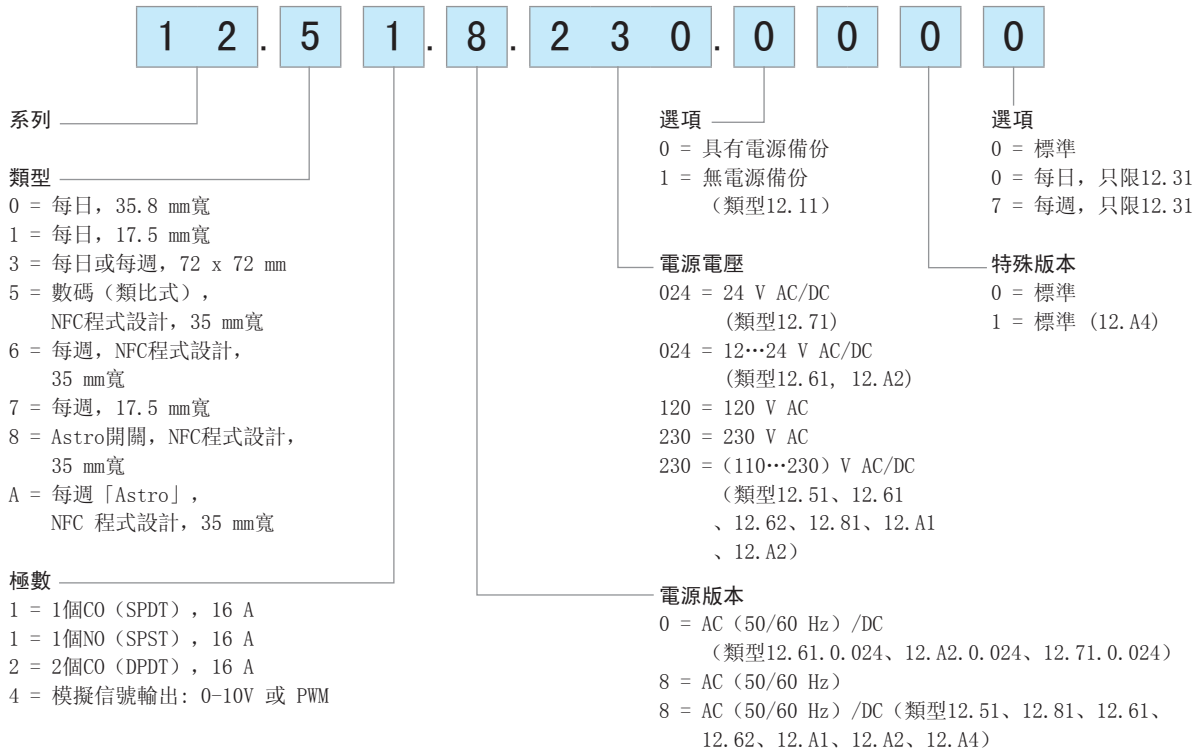 12.51.8.230.0000
系列
類型
0 = 每日，35.8 mm寬
1 = 每日，17.5 mm寬
3 = 每日或每週，72 x 72 mm
5 = 數碼（類比式），
NFC程式設計，35 mm寬
6 = 每週，NFC程式設計，
35 mm寬
7 = 每週，17.5 mm寬
8 = Astro開關，NFC程式設計，
35 mm寬
A = 每週「Astro」，
NFC 程式設計，35 mm寬
極數
1 = 1個CO（SPDT），16 A
1 = 1個NO（SPST），16 A
2 = 2個CO（DPDT），16 A
4 = 模擬信號輸出: 0-10V 或 PWM
選項
0 = 具有電源備份
1 = 無電源備份
（類型12.11）
電源電壓
024 = 24 V AC/DC
(類型12.71)
024 = 12…24 V AC/DC
(類型12.61, 12.A2)
120 = 120 V AC
230 = 230 V AC
230 =（110…230）V AC/DC
（類型12.51、12.61
、12.62、12.81、12.A1
、12.A2）
電源版本
0 = AC（50/60 Hz）/DC
（類型12.61.0.024、12.A2.0.024、12.71.0.024）
8 = AC（50/60 Hz）
8 = AC（50/60 Hz）/DC（類型12.51、12.81、12.61、
12.62、12.A1、12.A2、12.A4）
選項
0 = 標準
0 = 每日，只限12.31
7 = 每週，只限12.31
特殊版本
0 = 標準
1 = 標準 (12.A4)